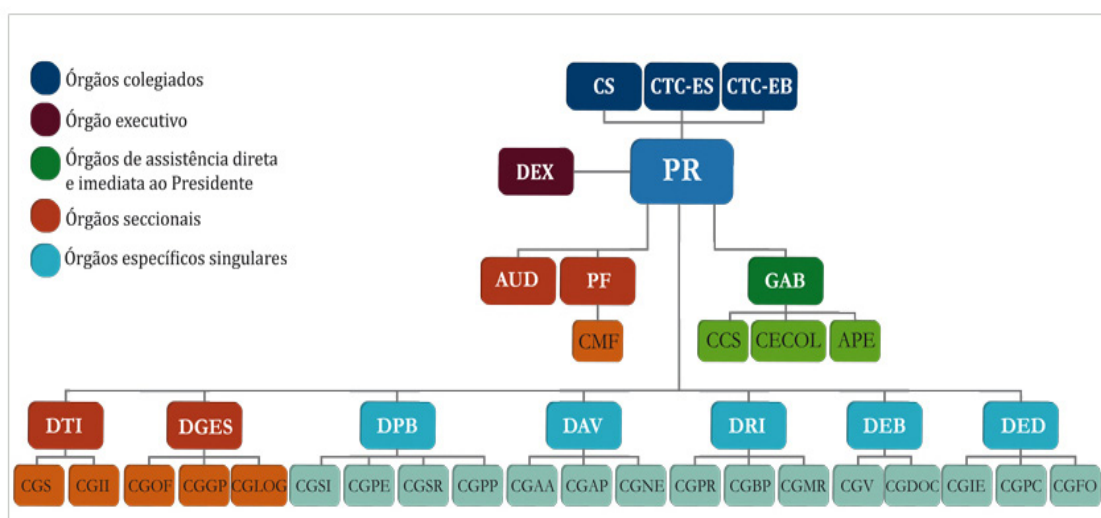 Órgãos colegiados
Órgão executivo
Órgãos de assistência direta
e imediata ao Presidente
Órgãos seccionais
Órgãos específicos singulares
CS CTC-ES CTC-EB
DEX PR
AUD PF GAB
CMF CCS CECOL APE
DTI DGES DPB DAV DRI DEB DED
CGS CGII CGOF CGGP CGLOG CGSI CGPE CGSR CGPP CGAA CGAP CGNE CGPR CGBP CGMR CGV CGDOC CGIE CGPC CGFO